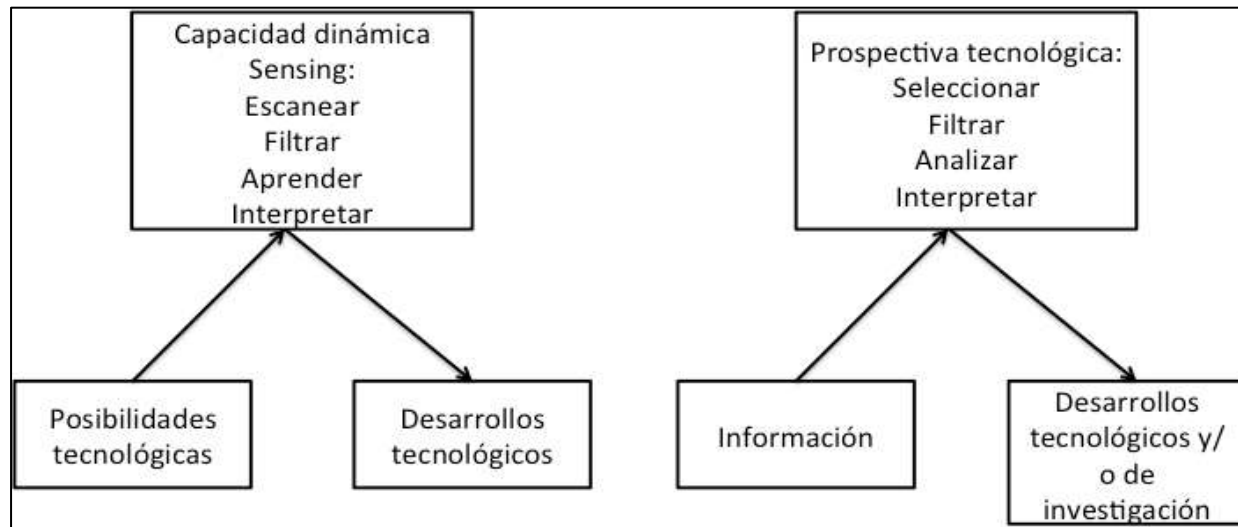 Capacidad dinámica
Sensing:
Escanear
Filtrar
Aprender
Interpretar
Prospectiva tecnológica:
Seleccionar
Filtrar
Analizar
Interpretar
Posibilidades
tecnológicas
Desarrollos
tecnológicos
Información
Desarrollos
tecnológicos y/
o de
investigación